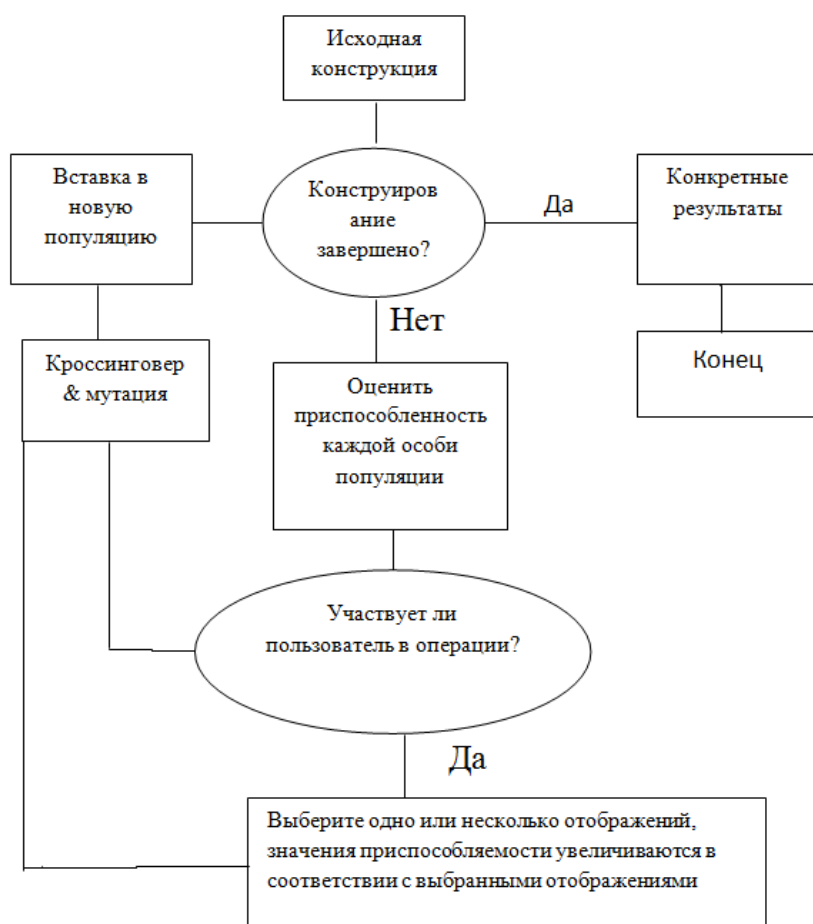 Исходная
конструкция
Вставка в
новую
популяцию
Конструиров
ание
завершено?
Да
Конкретные
результаты
Нет
Кроссинговер
& мутация
Оценить
приспособленность
каждой особи
популяции
Конец
Участвует ли
пользователь в операции?
Да
Выберите одно или несколько отображений,
значения приспособляемости увеличиваются в
соответствии с выбранными отображениями